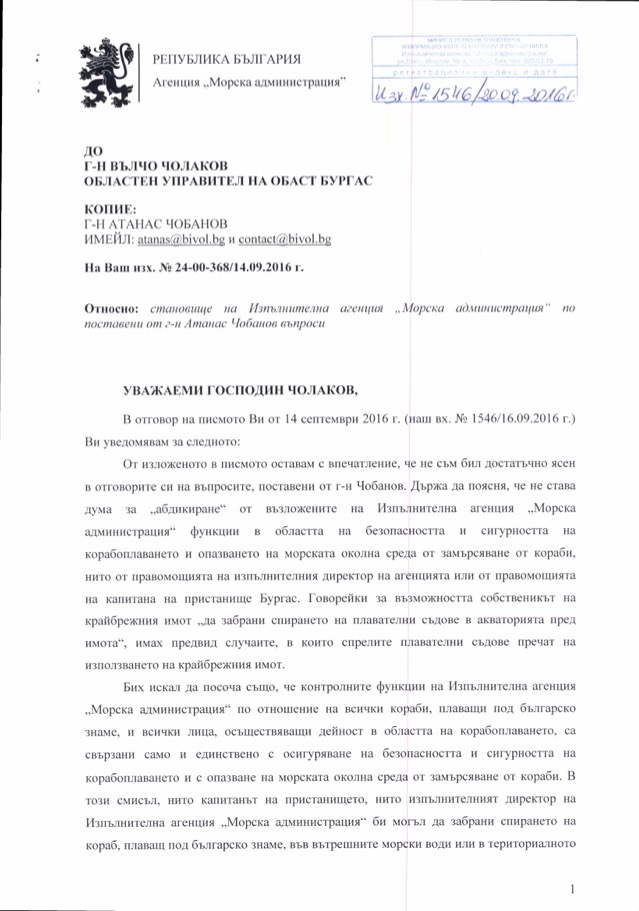 РЕПУБЛИКА БЪЛГАРИЯ
Агенция „Морска администрация“
регистрационен индекс и дата
Изх. № 1546/20.09.2016г.
ДО
Г-Н ВЪЛЧО ЧОЛАКОВ
ОБЛАСТЕН УПРАВИТЕЛ НА ОБАСТ БУРГАС
КОПИЕ:
Г-Н АТАНАС ЧОБАНОВ
ИМЕЙЛ: atanas@bivol.bg и contact@bivol.bg
На Ваш изх. № 24-00-368/14.09.2016 г.
Относно: становище на Изпълнителна агенция „Морска администрация“ по
поставени от г-н Атанас Чобанов въпроси
УВАЖАЕМИ ГОСПОДИН ЧОЛАКОВ,
В отговор на писмото Ви от 14 септември 2016 г. (наш вх. № 1546/16.09.2016 г.)
Ви уведомявам за следното:
От изложеното в писмото оставам с впечатление, че не съм бил достатъчно ясен
в отговорите си на въпросите, поставени от г-н Чобанов. Държа да поясня, че не става
дума за „абдикиране“ от възложените на Изпълнителна агенция „Морска
администрация“ функции в областта на безопасността и сигурността на
корабоплаването и опазването на морската околна среда от замърсяване от кораби,
нито от правомощията на изпълнителния директор на агенцията или от правомощията
на капитана на пристанище Бургас. Говорейки за възможността собственикът на
крайбрежния имот „да забрани спирането на плавателни съдове в акваторията пред
имота“, имах предвид случаите, в които спрелите плавателни съдове пречат на
използването на крайбрежния имот.
Бих искал да посоча също, че контролните функции на Изпълнителна агенция
„Морска администрация“ по отношение на всички кораби, плаващи под българско
знаме, и всички лица, осъществяващи дейност в областта на корабоплаването, са
свързани само и единствено с осигуряване на безопасността и сигурността на
корабоплаването и с опазване на морската околна среда от замърсяване от кораби. В
този смисъл, нито капитанът на пристанището, нито изпълнителният директор на
Изпълнителна агенция „Морска администрация“ би могъл да забрани спирането на
кораб, плаващ под българско знаме, във вътрешните морски води или в териториалното
1